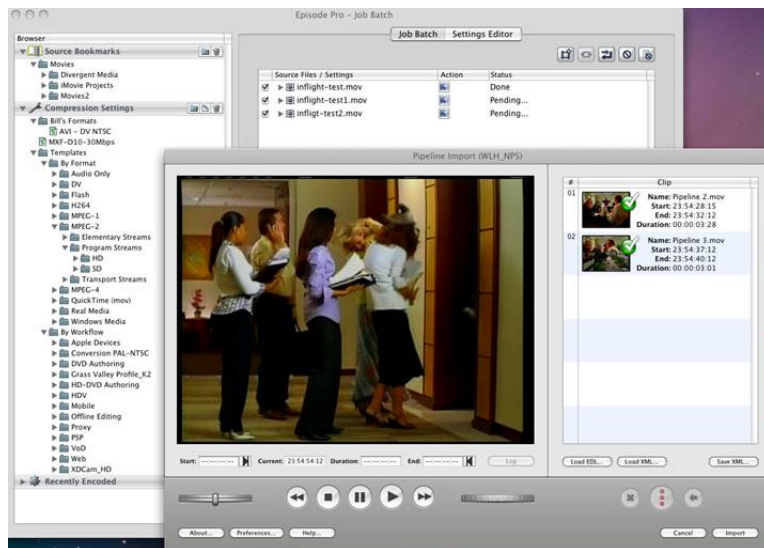 Episode Pro - Job Batch
Browser
Job Batch Settings Editor
Source Bookmarks
Movies
Divergent Media
iMovie Projects
Movies2
Compression Settings
Bill's Formats
AVI - DV NTSC
MXF-D10-30Mbps
Templates
By Format
Audio Only
DV
Flash
H264
MPEG-1
MPEG-2
Elementary Streams
Program Streams
HD
SD
Transport Streams
MPEG-4
QuickTime (mov)
Real Media
Windows Media
By Workflow
Apple Devices
Conversion PAL-NTSC
DVD Authoring
Grass Valley Profile_K2
HD-DVD Authoring
HDV
Mobile
Offline Editing
Proxy
PSP
VoD
Web
XDCam_HD
Recently Encoded
Source Files / Settings Action Status
inflight-test.mov Done
inflight-test1.mov Pending...
infligt-test2.mov Pending...
Pipeline Import (WLH_NPS)
# Clip
01
Name: Pipeline 2.mov
Start: 23:54:28:15
End: 23:54:32:12
Duration: 00:00:03:28
02
Name: Pipeline 3.mov
Start: 23:54:37:12
End: 23:54:40:12
Duration: 00:00:03:01
Start: --:--:--:-- Current: 23:54:54:12 Duration: --:--:--:-- End: --:--:--:-- Log
Load EDL... Load XML... Save XML...
About... Preferences... Help... Cancel Import